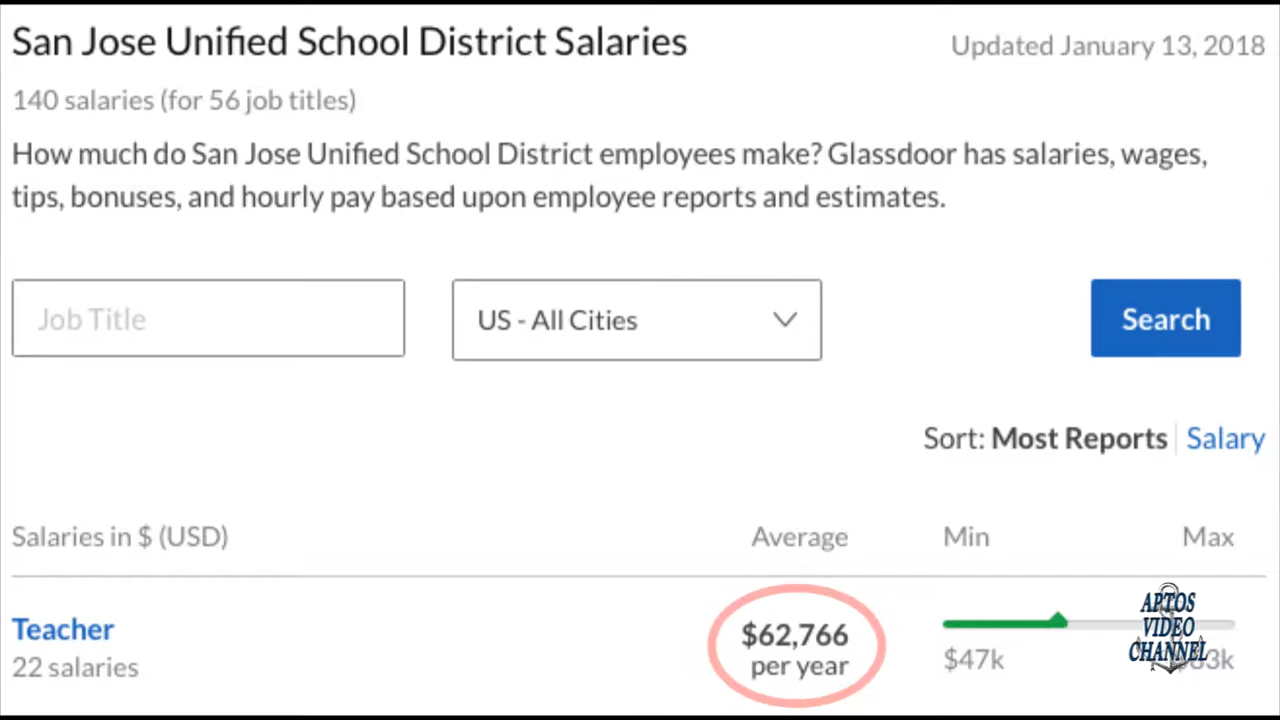 San Jose Unified School District Salaries
Updated January 13, 2018
140 salaries (for 56 job titles)
How much do San Jose Unified School District employees make? Glassdoor has salaries, wages,
tips, bonuses, and hourly pay based upon employee reports and estimates.
Job Title
US - All Cities
Search
Sort: Most Reports Salary
Salaries in $ (USD)
Average
Min
Max
Teacher
22 salaries
$62,766
per year
$47k
APTOS
VIDEO
CHANNEL